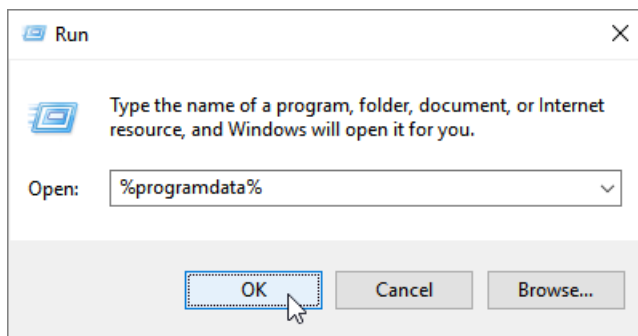 Run
Type the name of a program, folder, document, or Internet
resource, and Windows will open it for you.
Open: %programdata%
OK Cancel Browse...